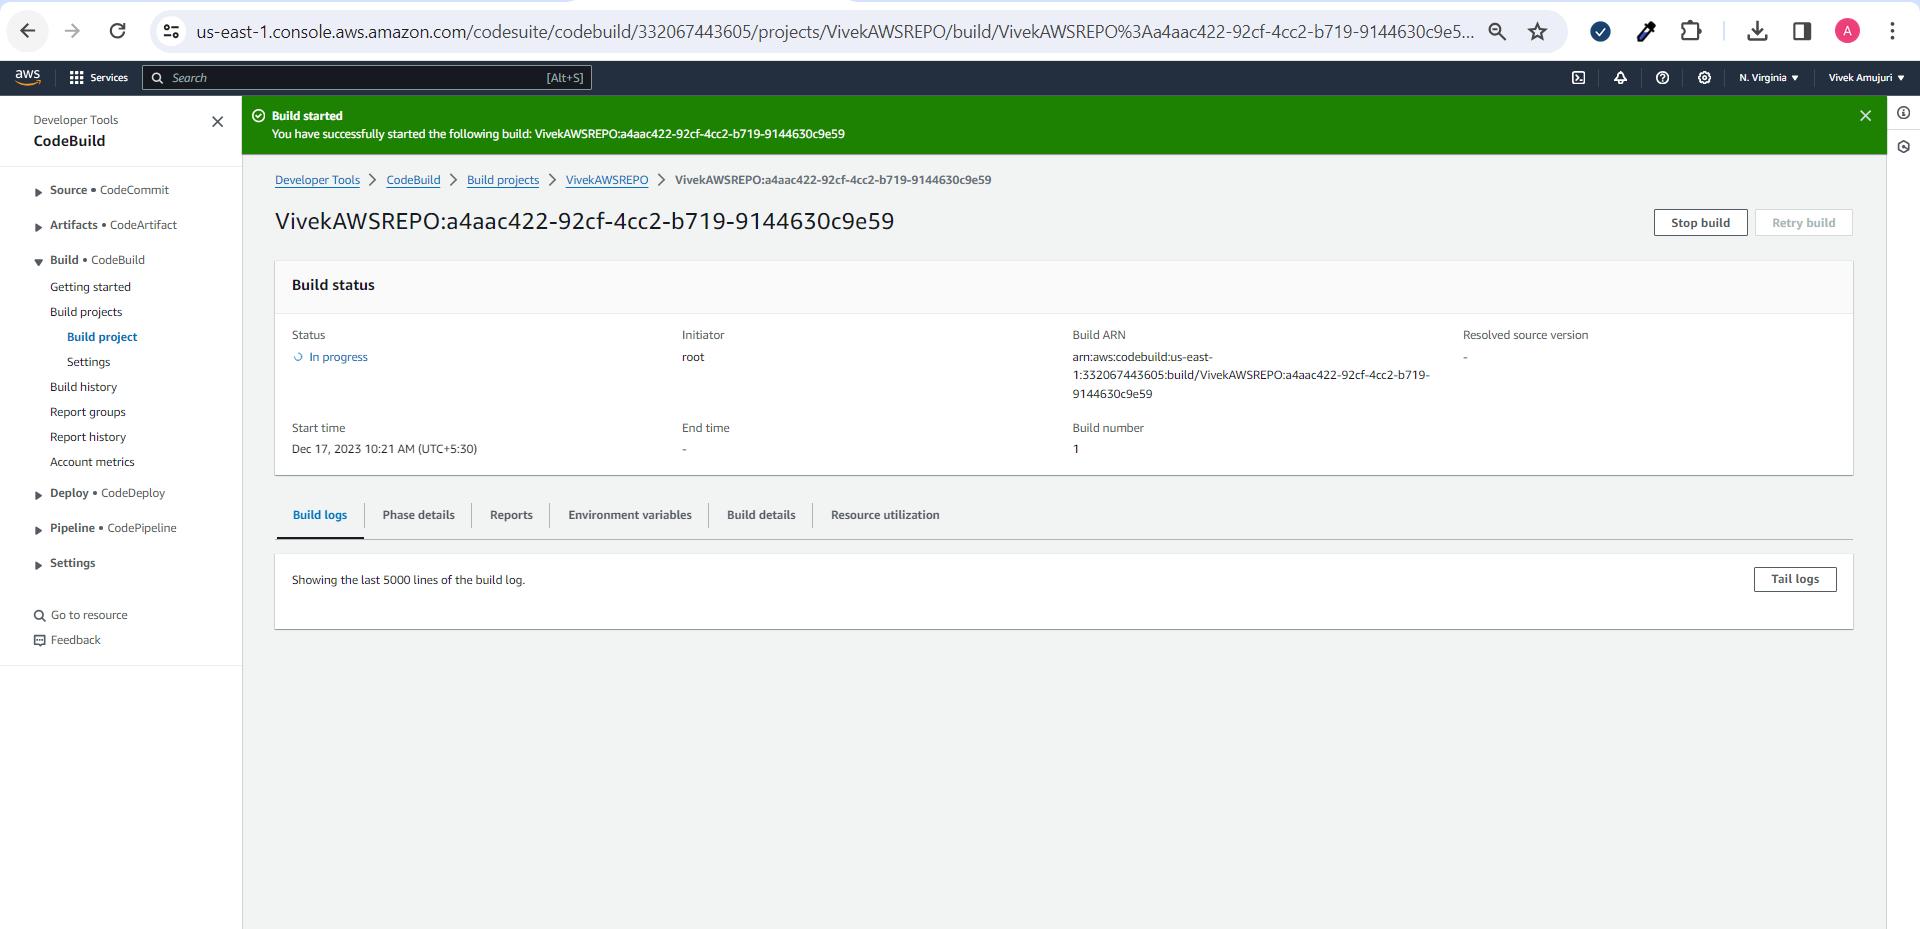 us-east-1.console.aws.amazon.com/codesuite/codebuild/332067443605/projects/VivekAWSREPO/build/VivekAWSREPO%3Aa4aac422-92cf-4cc2-b719-9144630c9e5...
A
aws
Services
Search
[Alt+S]
N. Virginia
Vivek Amujuri
Developer Tools
CodeBuild
Source • CodeCommit
Artifacts • CodeArtifact
Build • CodeBuild
Getting started
Build projects
Build project
Settings
Build history
Report groups
Report history
Account metrics
Deploy • CodeDeploy
Pipeline • CodePipeline
Settings
Go to resource
Feedback
Build started
You have successfully started the following build: VivekAWSREPO:a4aac422-92cf-4cc2-b719-9144630c9e59
Developer Tools > CodeBuild > Build projects > VivekAWSREPO > VivekAWSREPO:a4aac422-92cf-4cc2-b719-9144630c9e59
VivekAWSREPO:a4aac422-92cf-4cc2-b719-9144630c9e59
Stop build
Retry build
Build status
Status
In progress
Initiator
root
Build ARN
arn:aws:codebuild:us-east-
1:332067443605:build/VivekAWSREPO:a4aac422-92cf-4cc2-b719-
9144630c9e59
Resolved source version
-
Start time
Dec 17, 2023 10:21 AM (UTC+5:30)
End time
-
Build number
1
Build logs
Phase details
Reports
Environment variables
Build details
Resource utilization
Showing the last 5000 lines of the build log.
Tail logs